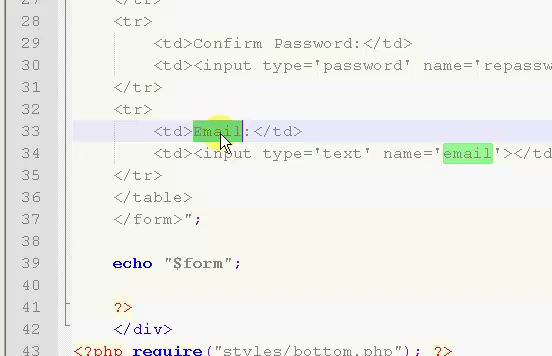 27 </tr>
28 <tr>
29 <td>Confirm Password:</td>
30 <td><input type='password' name='repassw
31 </tr>
32 <tr>
33 <td>Email:</td>
34 <td><input type='text' name='email'></td
35 </tr>
36 </table>
37 </form>";
38
39 echo "$form";
40
41 ?>
42 </div>
43 <?php require("styles/bottom.php"); ?>